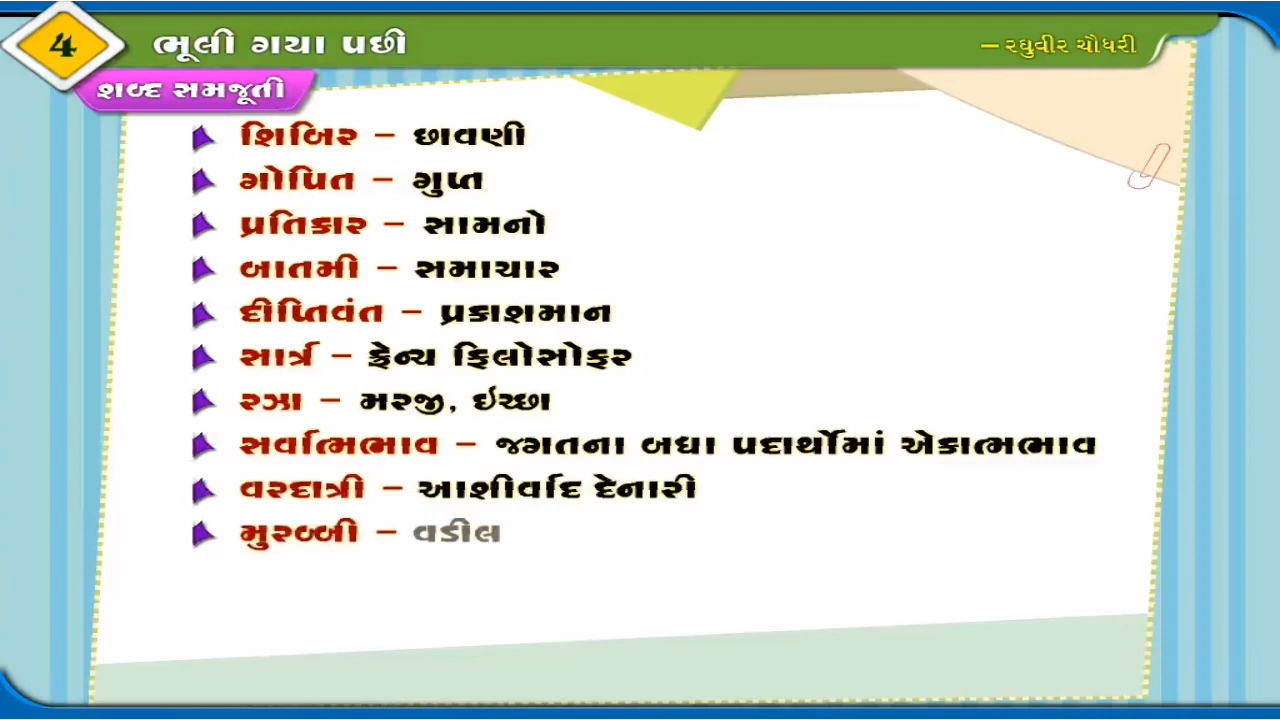 4
ભૂલી ગયા પછી
– રઘુવીર ચૌધરી
શબ્દ સમજૂતી
શિબિર – છાવણી
ગોપિત – ગુપ્ત
પ્રતિકાર – સામનો
બાતમી – સમાચાર
દીપ્તિવંત – પ્રકાશમાન
સાર્ત્ર – ફ્રેન્ચ ફિલોસોફર
રઝા – મરજી, ઇચ્છા
સર્વાત્મભાવ – જગતના બધા પદાર્થોમાં એકાત્મભાવ
વરદાત્રી – આશીર્વાદ દેનારી
મુરબ્બી – વડીલ